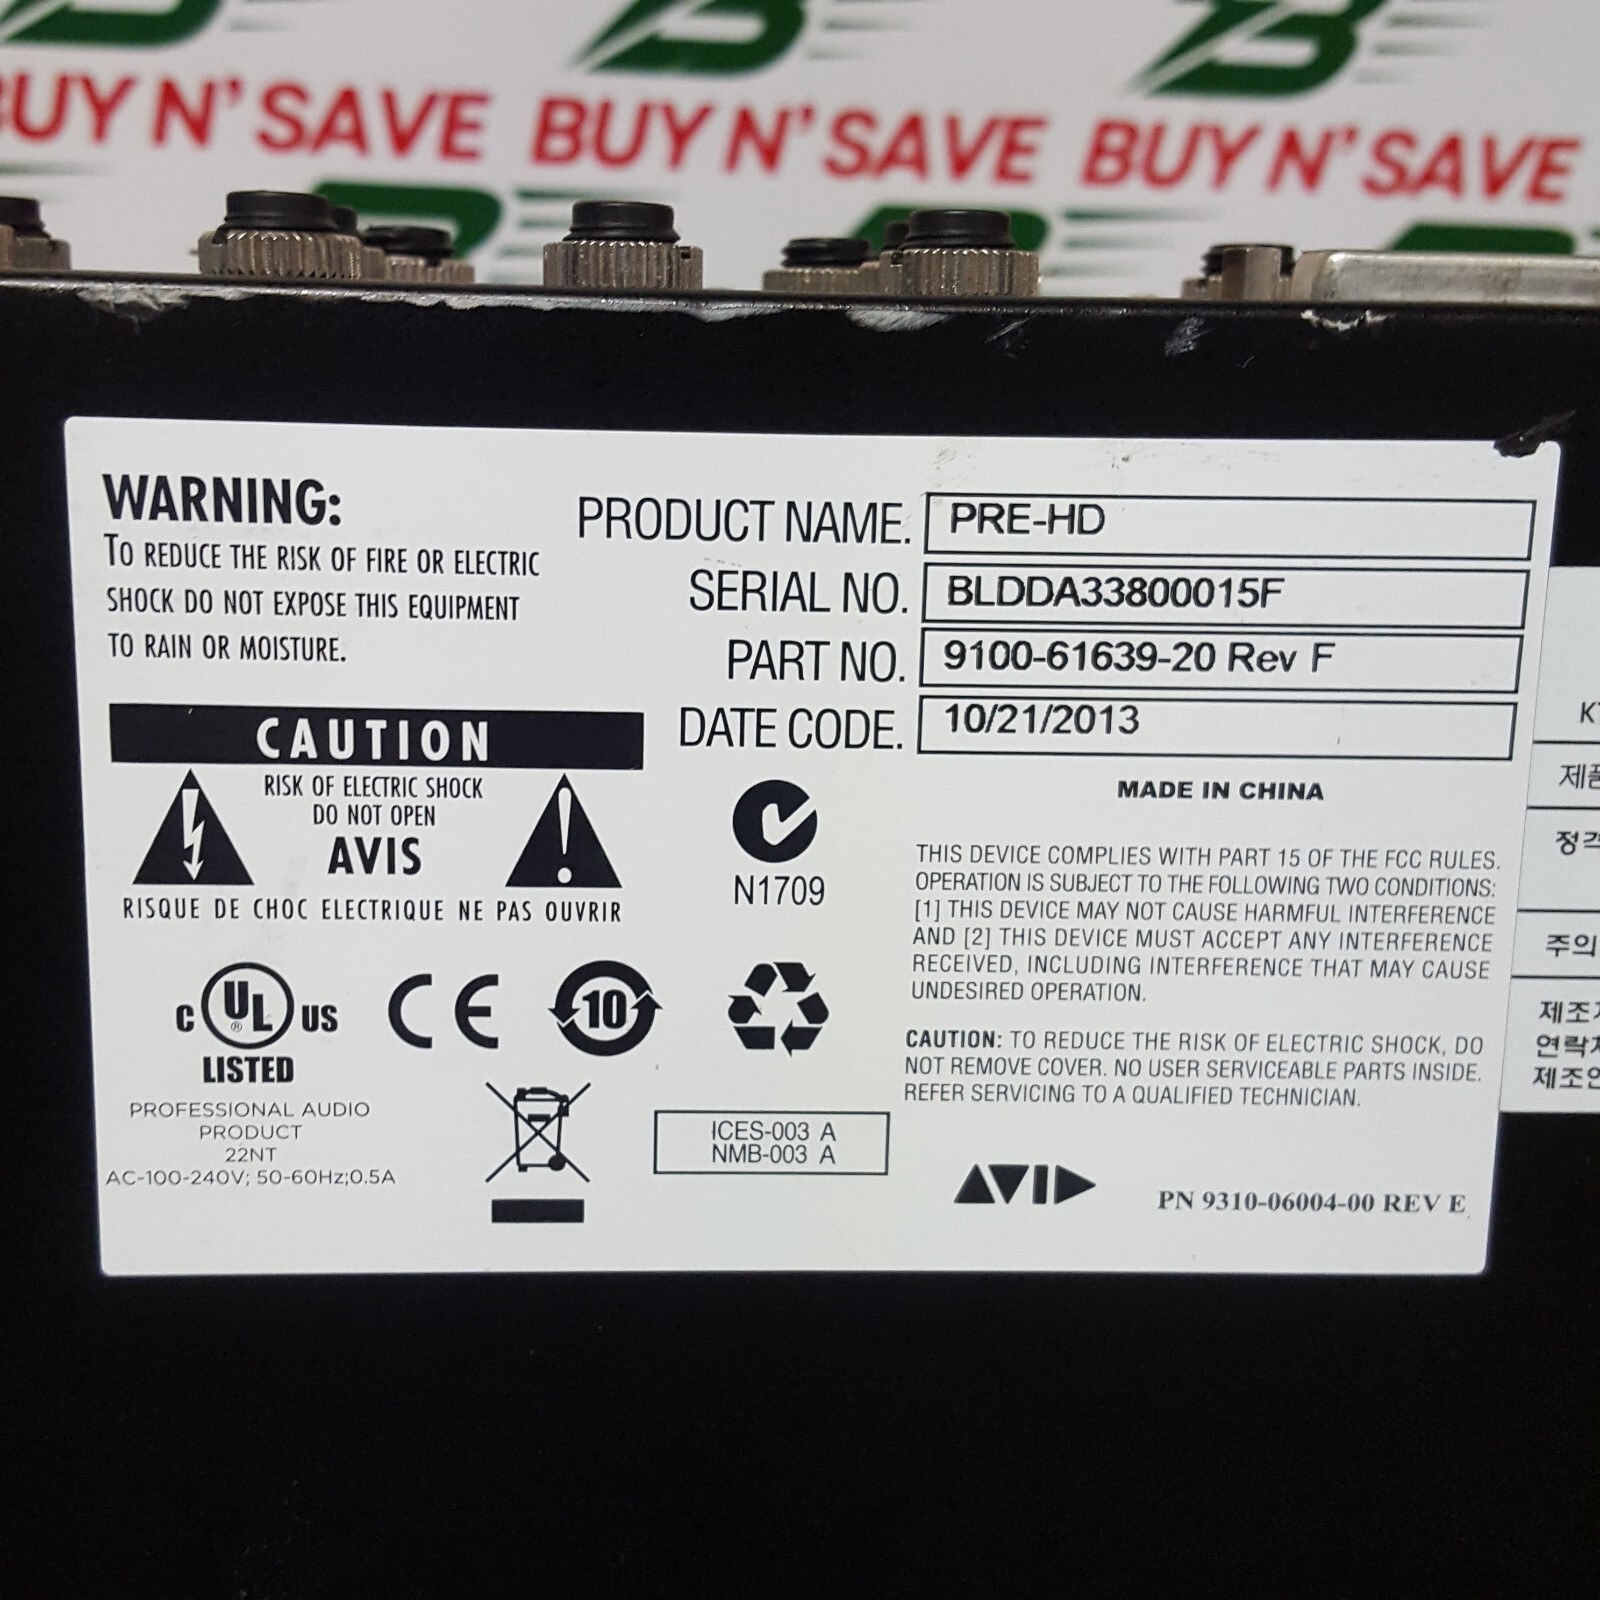 BUY N' SAVE BUY N' SAVE BUY N' SAVE
WARNING:
TO REDUCE THE RISK OF FIRE OR ELECTRIC
SHOCK DO NOT EXPOSE THIS EQUIPMENT
TO RAIN OR MOISTURE.
PRODUCT NAME. PRE-HD
SERIAL NO. BLDDA33800015F
PART NO. 9100-61639-20 Rev F
DATE CODE. 10/21/2013
CAUTION
RISK OF ELECTRIC SHOCK
DO NOT OPEN
AVIS
RISQUE DE CHOC ELECTRIQUE NE PAS OUVRIR
N1709
MADE IN CHINA
THIS DEVICE COMPLIES WITH PART 15 OF THE FCC RULES.
OPERATION IS SUBJECT TO THE FOLLOWING TWO CONDITIONS:
[1] THIS DEVICE MAY NOT CAUSE HARMFUL INTERFERENCE
AND [2] THIS DEVICE MUST ACCEPT ANY INTERFERENCE
RECEIVED, INCLUDING INTERFERENCE THAT MAY CAUSE
UNDESIRED OPERATION.
CAUTION: TO REDUCE THE RISK OF ELECTRIC SHOCK, DO
NOT REMOVE COVER. NO USER SERVICEABLE PARTS INSIDE.
REFER SERVICING TO A QUALIFIED TECHNICIAN.
C UL ® US
LISTED
CE
10
PROFESSIONAL AUDIO
PRODUCT
22NT
AC-100-240V; 50-60Hz;0.5A
ICES-003 A
NMB-003 A
AVID
PN 9310-06004-00 REV E
주의